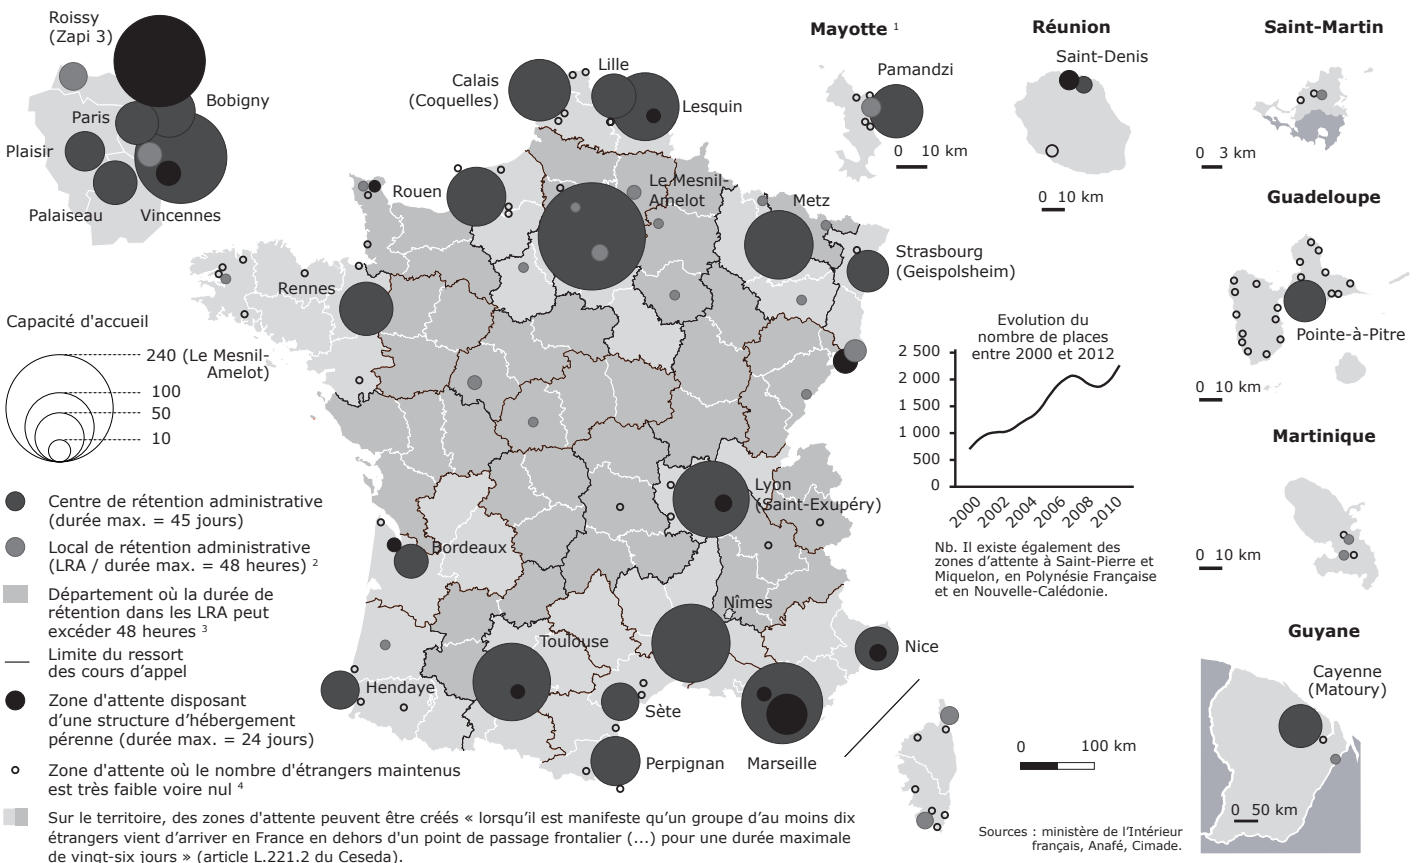 Roissy
(Zapi 3)
Bobigny
Paris
Plaisir
Palaiseau
Vincennes
Calais
(Coquelles)
Lille
Lesquin
Rouen
Le Mesnil-
Amelot
Metz
Strasbourg
(Geispolsheim)
Rennes
Lyon
(Saint-Exupéry)
Bordeaux
Nîmes
Toulouse
Nice
Hendaye
Sète
Perpignan
Marseille
Mayotte 1
Pamandzi
0 10 km
Réunion
Saint-Denis
0 10 km
Saint-Martin
0 3 km
Guadeloupe
Pointe-à-Pitre
0 10 km
Martinique
0 10 km
Guyane
Cayenne
(Matoury)
0 50 km
Capacité d'accueil
240 (Le Mesnil-
Amelot)
100
50
10
Centre de rétention administrative
(durée max. = 45 jours)
Local de rétention administrative
(LRA / durée max. = 48 heures) 2
Département où la durée de
rétention dans les LRA peut
excéder 48 heures 3
Limite du ressort
des cours d’appel
Zone d'attente disposant
d’une structure d’hébergement
pérenne (durée max. = 24 jours)
Zone d'attente où le nombre d'étrangers maintenus
est très faible voire nul 4
Sur le territoire, des zones d'attente peuvent être créés « lorsqu'il est manifeste qu'un groupe d’au moins dix
étrangers vient d’arriver en France en dehors d'un point de passage frontalier (...) pour une durée maximale
de vingt-six jours » (article L.221.2 du Ceseda).
Evolution du
nombre de places
entre 2000 et 2012
2 500
2 000
1 500
1 000
500
0
2000
2002
2004
2006
2008
2010
Nb. Il existe également des
zones d’attente à Saint-Pierre et
Miquelon, en Polynésie Française
et en Nouvelle-Calédonie.
0 100 km
Sources : ministère de l’Intérieur
français, Anafé, Cimade.